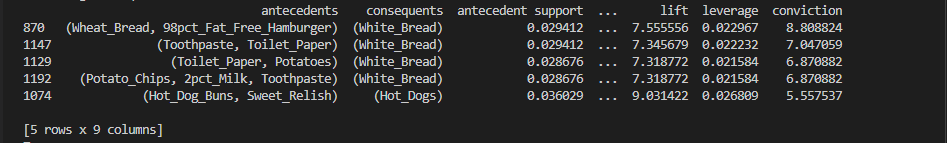 antecedents consequents antecedent support ... lift leverage conviction
870 (Wheat_Bread, 98pct_Fat_Free_Hamburger) (White_Bread) 0.029412 ... 7.555556 0.022967 8.808824
1147 (Toothpaste, Toilet_Paper) (White_Bread) 0.029412 ... 7.345679 0.022232 7.047059
1129 (Toilet_Paper, Potatoes) (White_Bread) 0.028676 ... 7.318772 0.021584 6.870882
1192 (Potato_Chips, 2pct_Milk, Toothpaste) (White_Bread) 0.028676 ... 7.318772 0.021584 6.870882
1074 (Hot_Dog_Buns, Sweet_Relish) (Hot_Dogs) 0.036029 ... 9.031422 0.026809 5.557537
[5 rows x 9 columns]